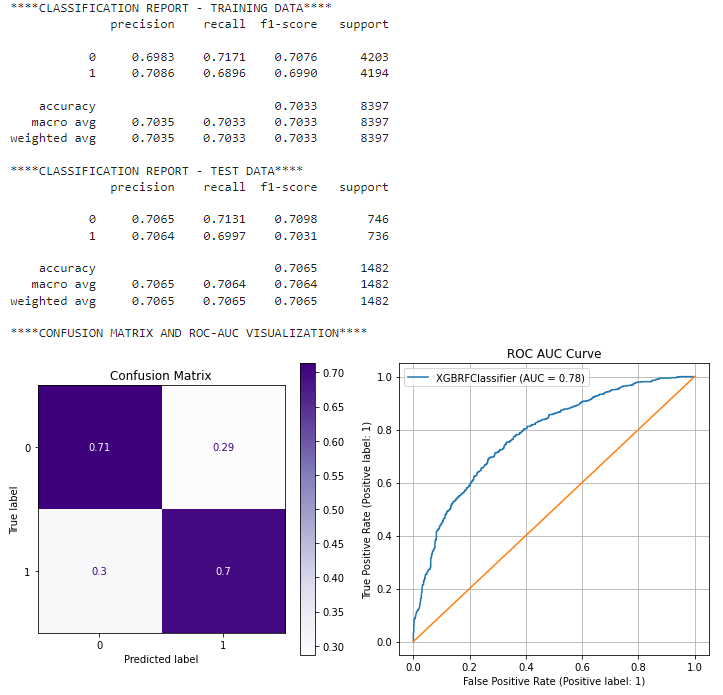 ****CLASSIFICATION REPORT - TRAINING DATA****
precision recall f1-score support
0 0.6983 0.7171 0.7076 4203
1 0.7086 0.6896 0.6990 4194
accuracy 0.7033 8397
macro avg 0.7035 0.7033 0.7033 8397
weighted avg 0.7035 0.7033 0.7033 8397
****CLASSIFICATION REPORT - TEST DATA****
precision recall f1-score support
0 0.7065 0.7131 0.7098 746
1 0.7064 0.6997 0.7031 736
accuracy 0.7065 1482
macro avg 0.7065 0.7064 0.7064 1482
weighted avg 0.7065 0.7065 0.7065 1482
****CONFUSION MATRIX AND ROC-AUC VISUALIZATION****
Confusion Matrix
True label
0
1
0.71 0.29
0.3 0.7
0 1
Predicted label
0.70
0.65
0.60
0.55
0.50
0.45
0.40
0.35
0.30
ROC AUC Curve
XGBRFClassifier (AUC = 0.78)
True Positive Rate (Positive label: 1)
1.0
0.8
0.6
0.4
0.2
0.0
0.0 0.2 0.4 0.6 0.8 1.0
False Positive Rate (Positive label: 1)